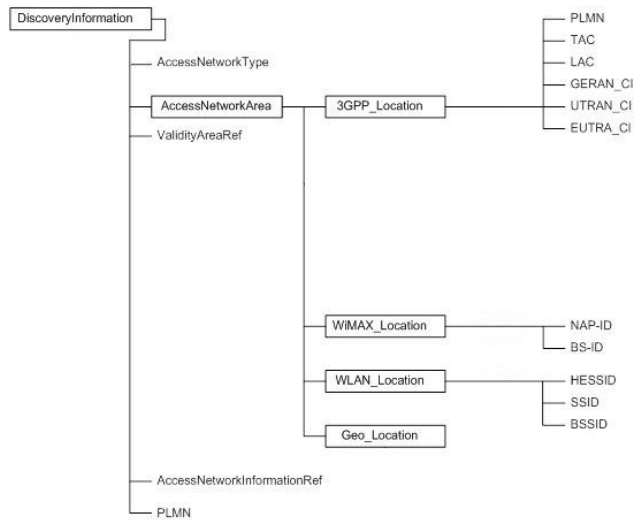 DiscoveryInformation
AccessNetworkType
AccessNetworkArea
3GPP_Location
PLMN
TAC
LAC
GERAN_CI
UTRAN_CI
EUTRA_CI
ValidityAreaRef
WiMAX_Location
NAP-ID
BS-ID
WLAN_Location
HESSID
SSID
BSSID
Geo_Location
AccessNetworkInformationRef
PLMN